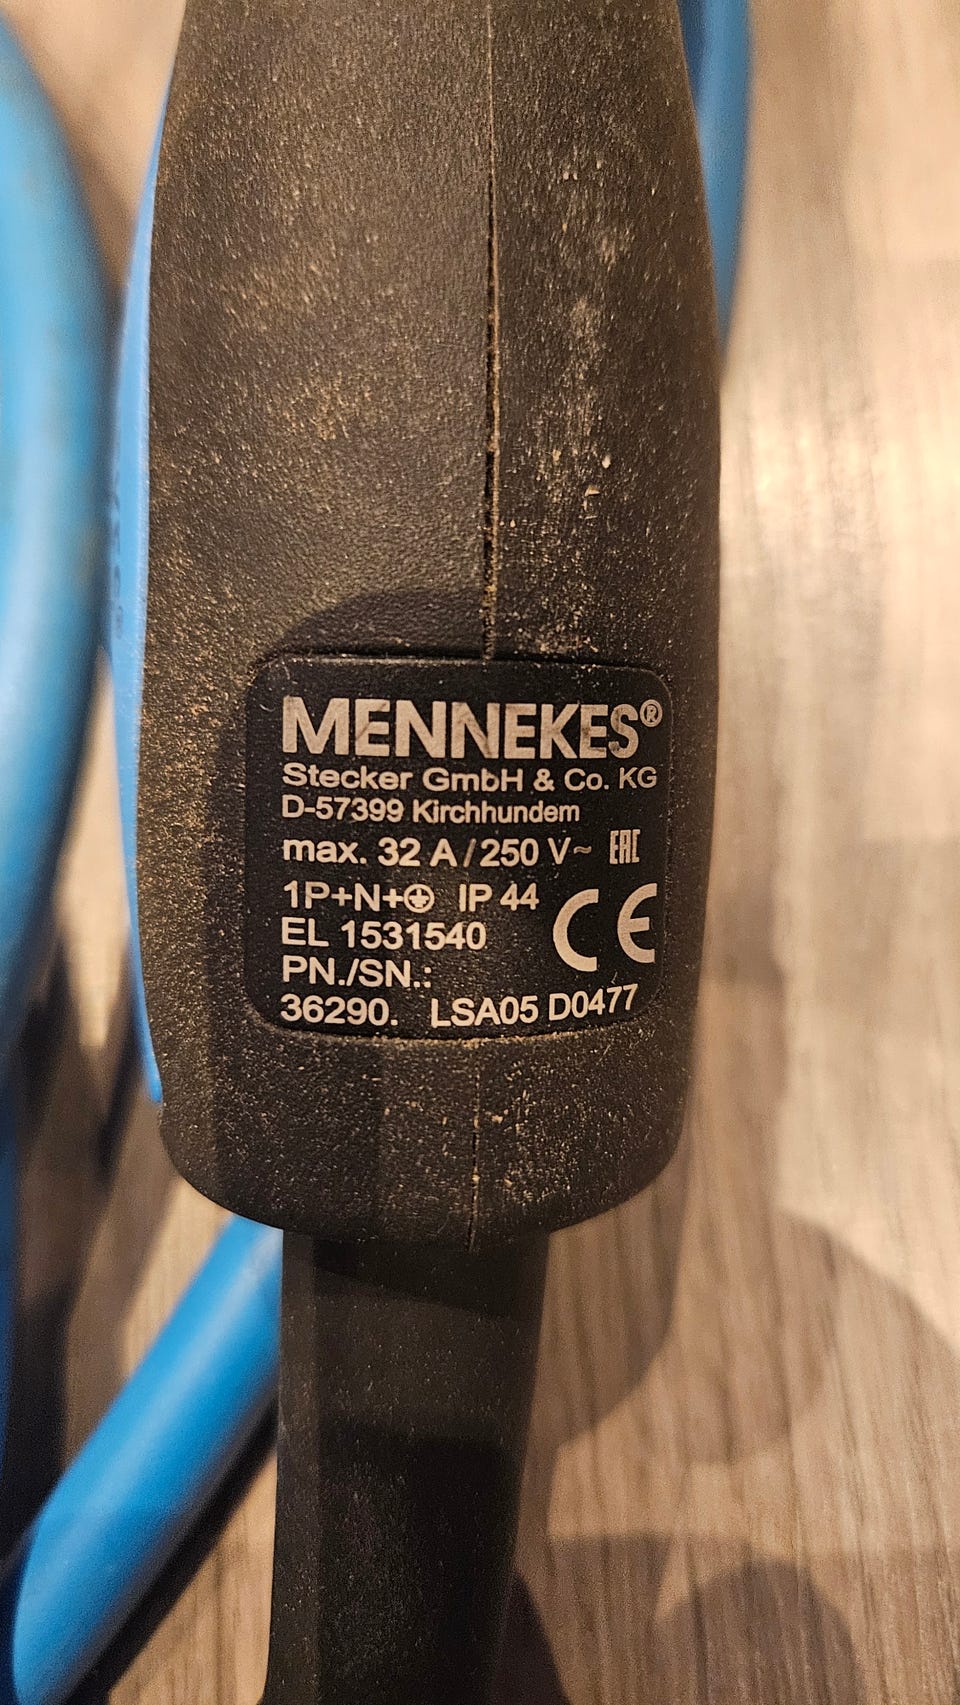 MENNEKES®
Stecker GmbH & Co. KG
D-57399 Kirchhundem
max. 32 A / 250 V~ EAC
1P+N+⏚ IP 44 CE
EL 1531540
PN./SN.:
36290. LSA05 D0477